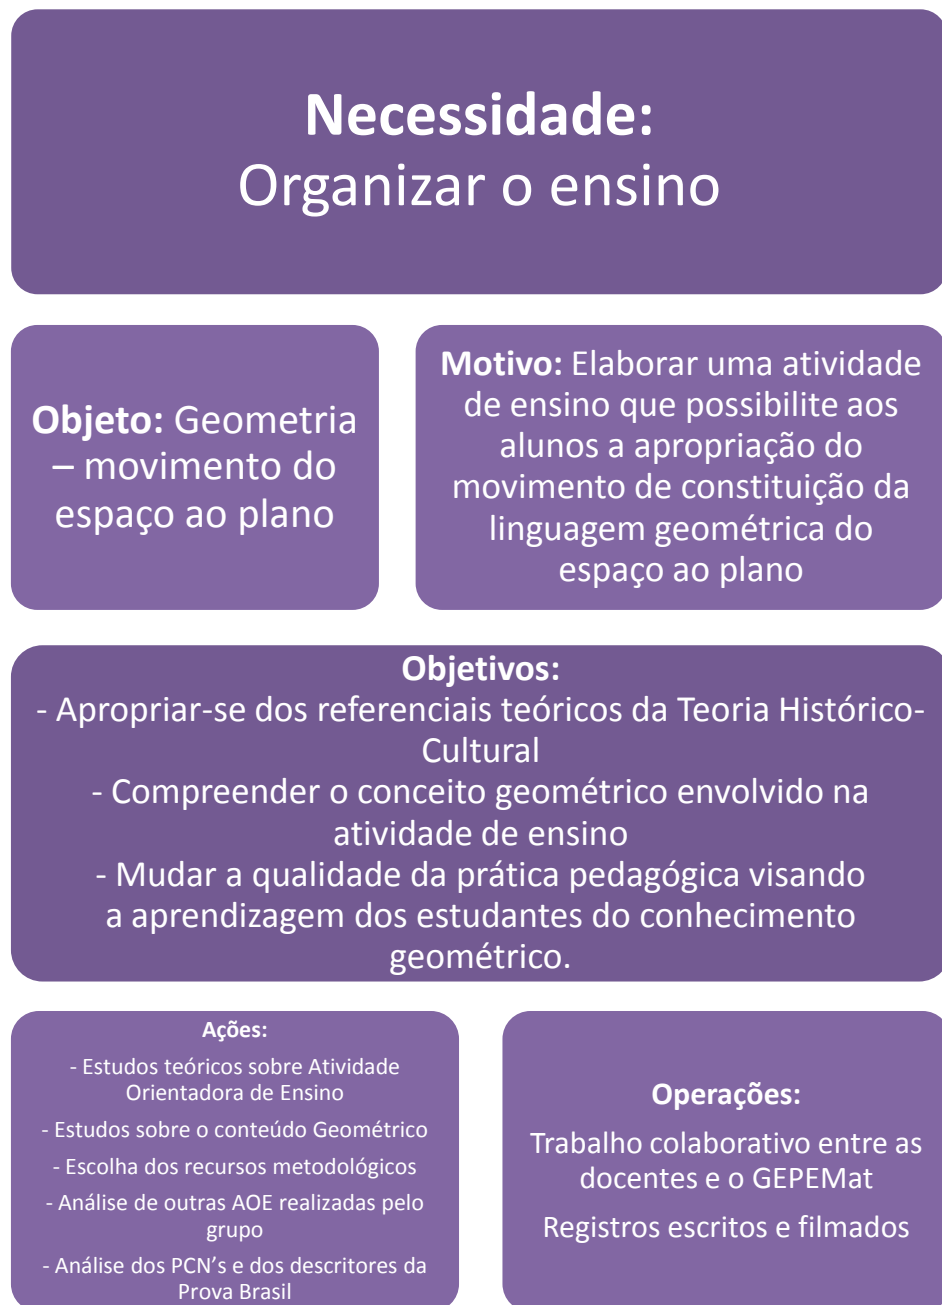 Necessidade:
Organizar o ensino
Objeto: Geometria
– movimento do
espaço ao plano
Motivo: Elaborar uma atividade
de ensino que possibilite aos
alunos a apropriação do
movimento de constituição da
linguagem geométrica do
espaço ao plano
Objetivos:
- Apropriar-se dos referenciais teóricos da Teoria Histórico-
Cultural
- Compreender o conceito geométrico envolvido na
atividade de ensino
- Mudar a qualidade da prática pedagógica visando
a aprendizagem dos estudantes do conhecimento
geométrico.
Ações:
- Estudos teóricos sobre Atividade
Orientadora de Ensino
- Estudos sobre o conteúdo Geométrico
- Escolha dos recursos metodológicos
- Análise de outras AOE realizadas pelo
grupo
- Análise dos PCN’s e dos descritores da
Prova Brasil
Operações:
Trabalho colaborativo entre as
docentes e o GEPEMat
Registros escritos e filmados